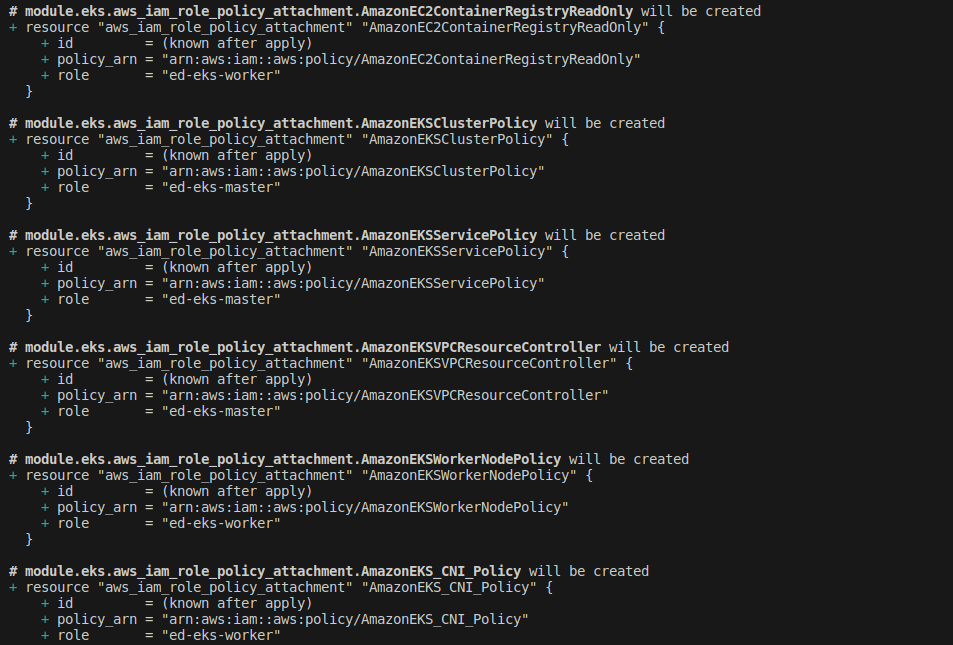 # module.eks.aws_iam_role_policy_attachment.AmazonEC2ContainerRegistryReadOnly will be created
+ resource "aws_iam_role_policy_attachment" "AmazonEC2ContainerRegistryReadOnly" {
    + id         = (known after apply)
    + policy_arn = "arn:aws:iam::aws:policy/AmazonEC2ContainerRegistryReadOnly"
    + role       = "ed-eks-worker"
  }

# module.eks.aws_iam_role_policy_attachment.AmazonEKSClusterPolicy will be created
+ resource "aws_iam_role_policy_attachment" "AmazonEKSClusterPolicy" {
    + id         = (known after apply)
    + policy_arn = "arn:aws:iam::aws:policy/AmazonEKSClusterPolicy"
    + role       = "ed-eks-master"
  }

# module.eks.aws_iam_role_policy_attachment.AmazonEKSServicePolicy will be created
+ resource "aws_iam_role_policy_attachment" "AmazonEKSServicePolicy" {
    + id         = (known after apply)
    + policy_arn = "arn:aws:iam::aws:policy/AmazonEKSServicePolicy"
    + role       = "ed-eks-master"
  }

# module.eks.aws_iam_role_policy_attachment.AmazonEKSVPCResourceController will be created
+ resource "aws_iam_role_policy_attachment" "AmazonEKSVPCResourceController" {
    + id         = (known after apply)
    + policy_arn = "arn:aws:iam::aws:policy/AmazonEKSVPCResourceController"
    + role       = "ed-eks-master"
  }

# module.eks.aws_iam_role_policy_attachment.AmazonEKSWorkerNodePolicy will be created
+ resource "aws_iam_role_policy_attachment" "AmazonEKSWorkerNodePolicy" {
    + id         = (known after apply)
    + policy_arn = "arn:aws:iam::aws:policy/AmazonEKSWorkerNodePolicy"
    + role       = "ed-eks-worker"
  }

# module.eks.aws_iam_role_policy_attachment.AmazonEKS_CNI_Policy will be created
+ resource "aws_iam_role_policy_attachment" "AmazonEKS_CNI_Policy" {
    + id         = (known after apply)
    + policy_arn = "arn:aws:iam::aws:policy/AmazonEKS_CNI_Policy"
    + role       = "ed-eks-worker"